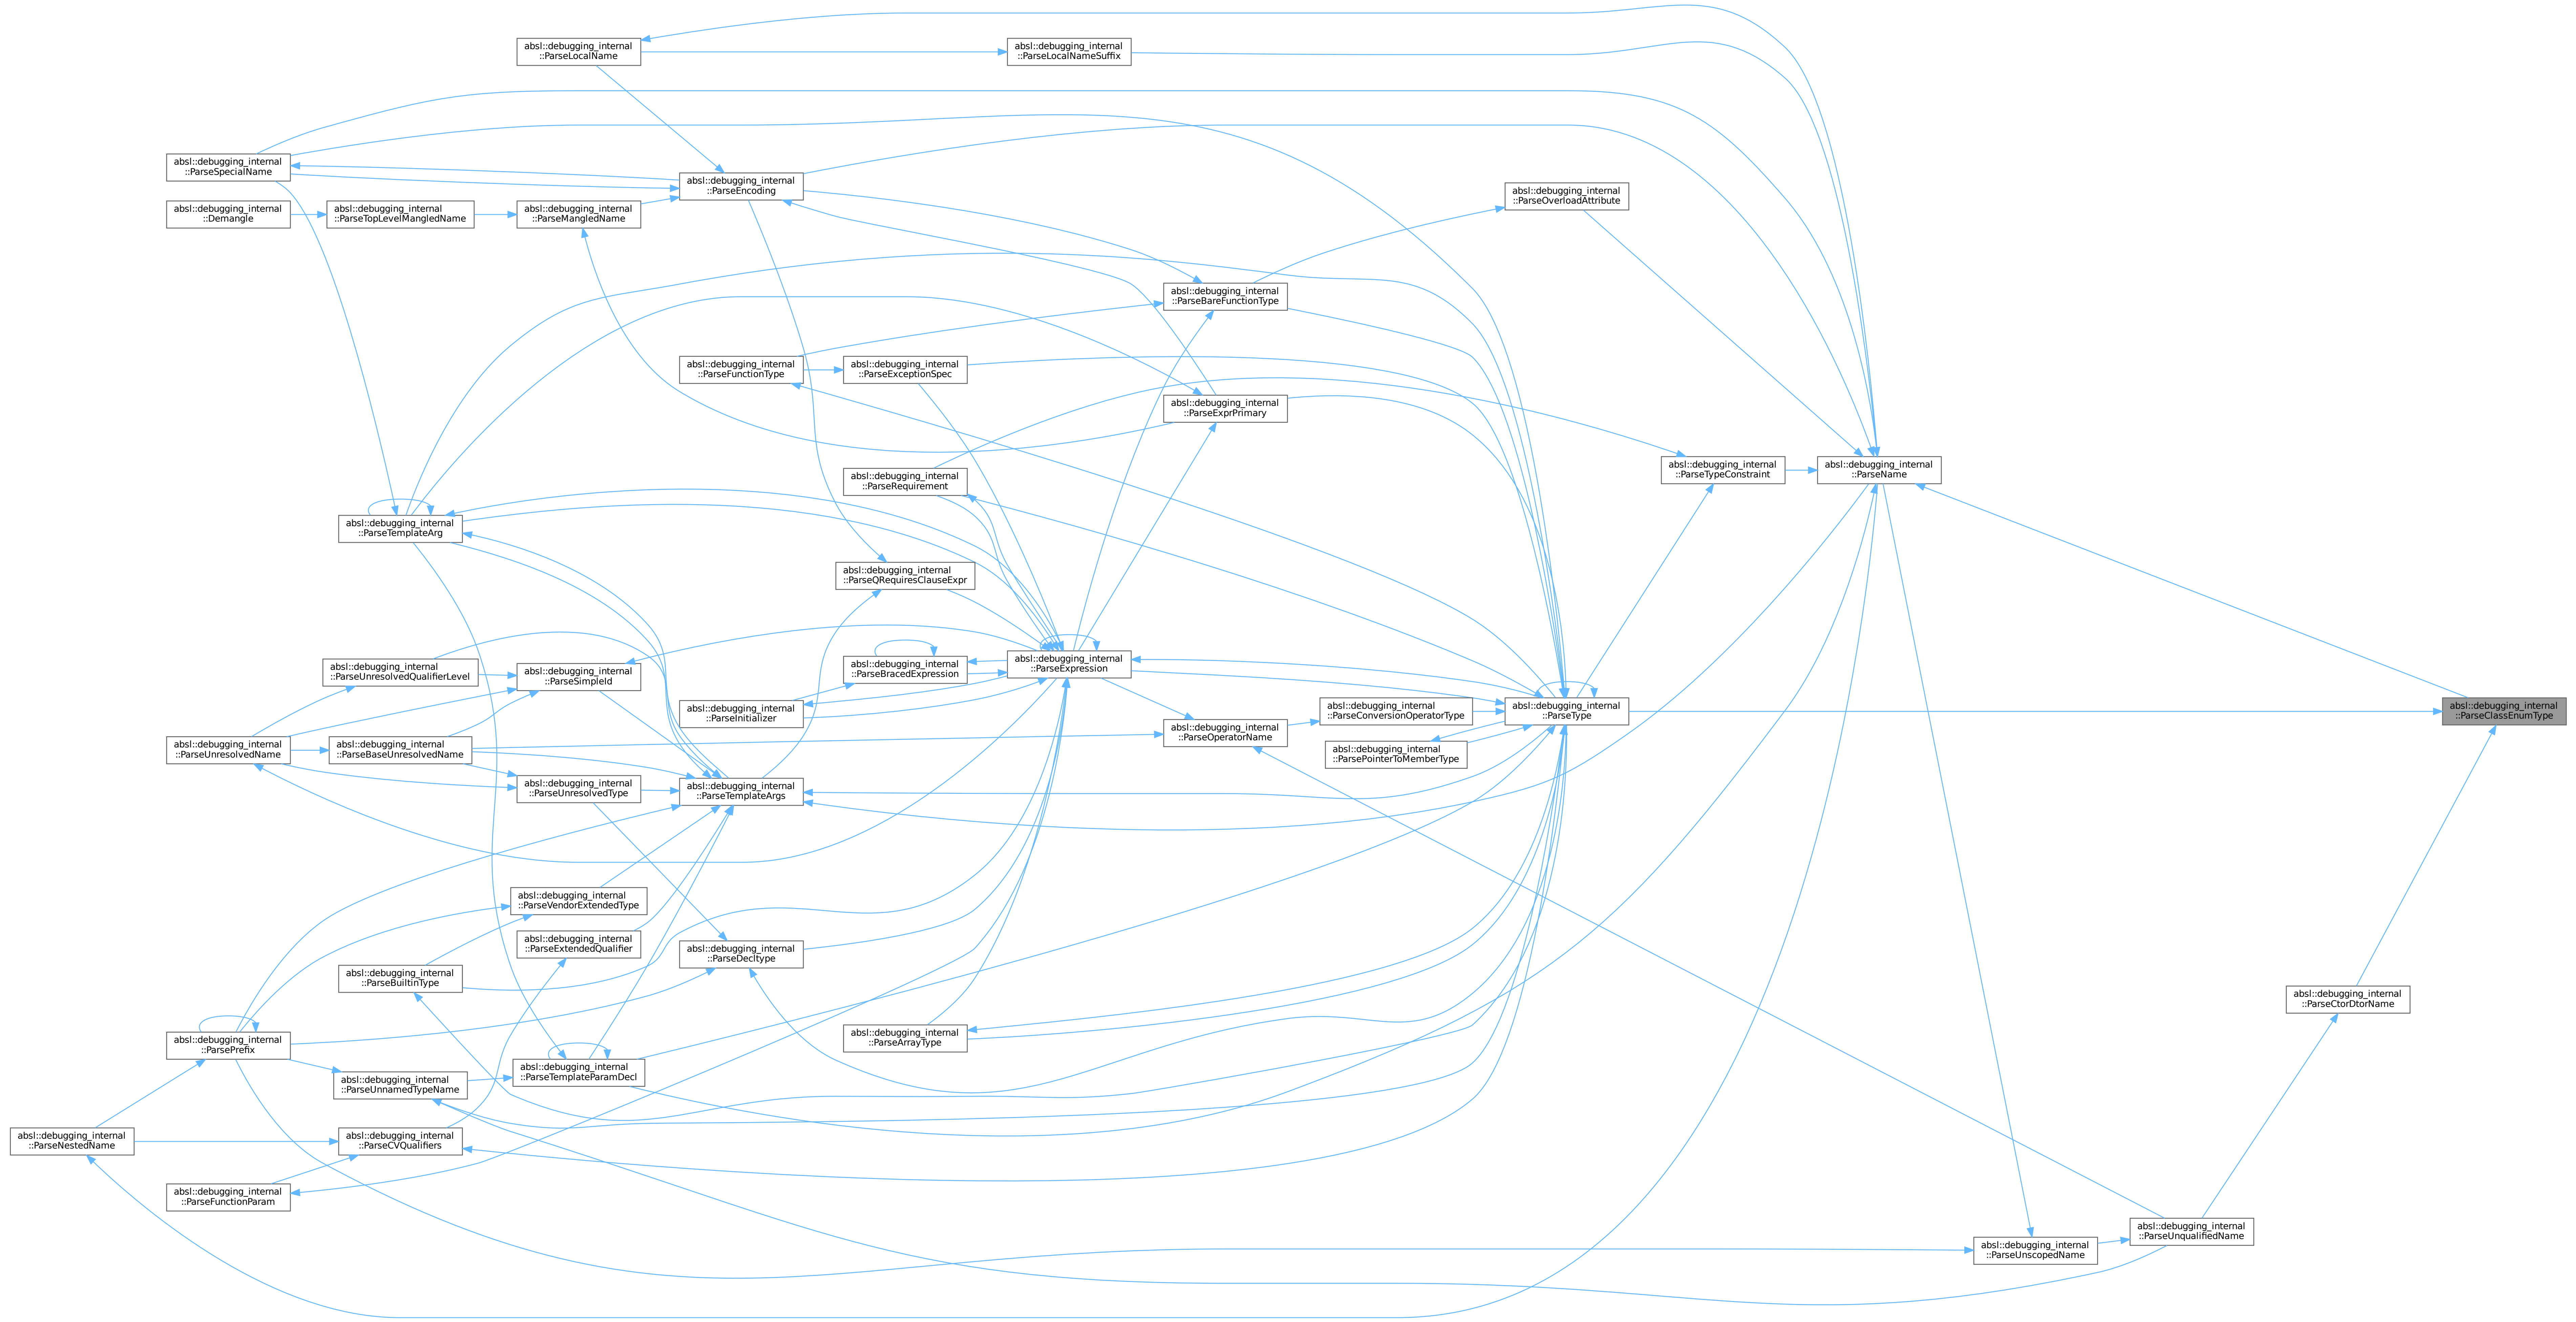 absl::debugging_internal
::ParseLocalName
absl::debugging_internal
::ParseLocalNameSuffix
absl::debugging_internal
::ParseSpecialName
absl::debugging_internal
::ParseEncoding
absl::debugging_internal
::ParseOverloadAttribute
absl::debugging_internal
::Demangle
absl::debugging_internal
::ParseTopLevelMangledName
absl::debugging_internal
::ParseMangledName
absl::debugging_internal
::ParseBareFunctionType
absl::debugging_internal
::ParseFunctionType
absl::debugging_internal
::ParseExceptionSpec
absl::debugging_internal
::ParseExprPrimary
absl::debugging_internal
::ParseRequirement
absl::debugging_internal
::ParseTypeConstraint
absl::debugging_internal
::ParseName
absl::debugging_internal
::ParseTemplateArg
absl::debugging_internal
::ParseQRequiresClauseExpr
absl::debugging_internal
::ParseUnresolvedQualifierLevel
absl::debugging_internal
::ParseSimpleId
absl::debugging_internal
::ParseBracedExpression
absl::debugging_internal
::ParseExpression
absl::debugging_internal
::ParseInitializer
absl::debugging_internal
::ParseConversionOperatorType
absl::debugging_internal
::ParseType
absl::debugging_internal
::ParseClassEnumType
absl::debugging_internal
::ParseUnresolvedName
absl::debugging_internal
::ParseBaseUnresolvedName
absl::debugging_internal
::ParseOperatorName
absl::debugging_internal
::ParsePointerToMemberType
absl::debugging_internal
::ParseUnresolvedType
absl::debugging_internal
::ParseTemplateArgs
absl::debugging_internal
::ParseVendorExtendedType
absl::debugging_internal
::ParseExtendedQualifier
absl::debugging_internal
::ParseDecltype
absl::debugging_internal
::ParseBuiltinType
absl::debugging_internal
::ParseCtorDtorName
absl::debugging_internal
::ParsePrefix
absl::debugging_internal
::ParseArrayType
absl::debugging_internal
::ParseUnnamedTypeName
absl::debugging_internal
::ParseTemplateParamDecl
absl::debugging_internal
::ParseNestedName
absl::debugging_internal
::ParseCVQualifiers
absl::debugging_internal
::ParseFunctionParam
absl::debugging_internal
::ParseUnscopedName
absl::debugging_internal
::ParseUnqualifiedName